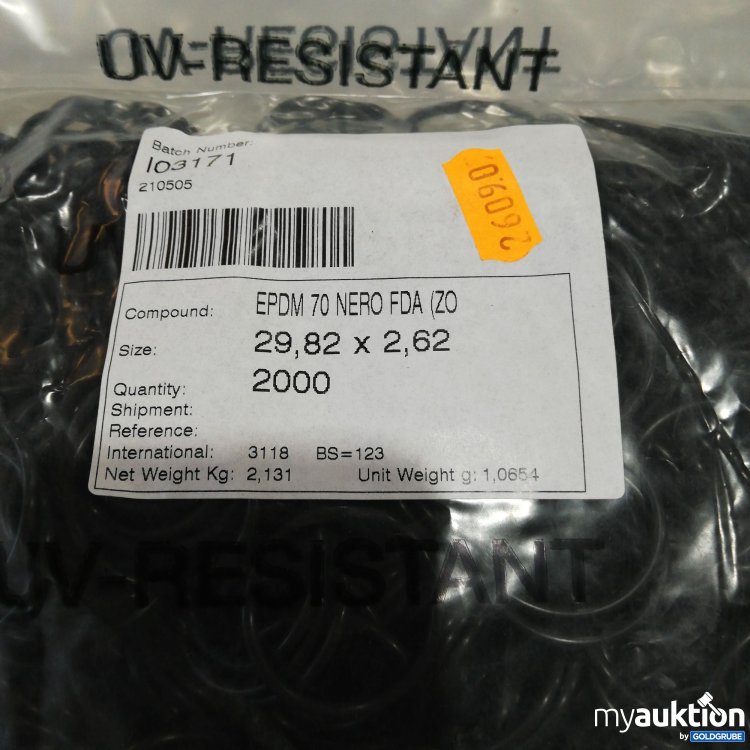 UV-RESISTANT
Batch Number:
I03171
210505
Compound: EPDM 70 NERO FDA (ZO
Size: 29,82 x 2,62
Quantity: 2000
Shipment:
Reference:
International: 3118 BS=123
Net Weight Kg: 2,131 Unit Weight g: 1,0654
UV-RESISTANT
myauktion
by GOLDGRUBE